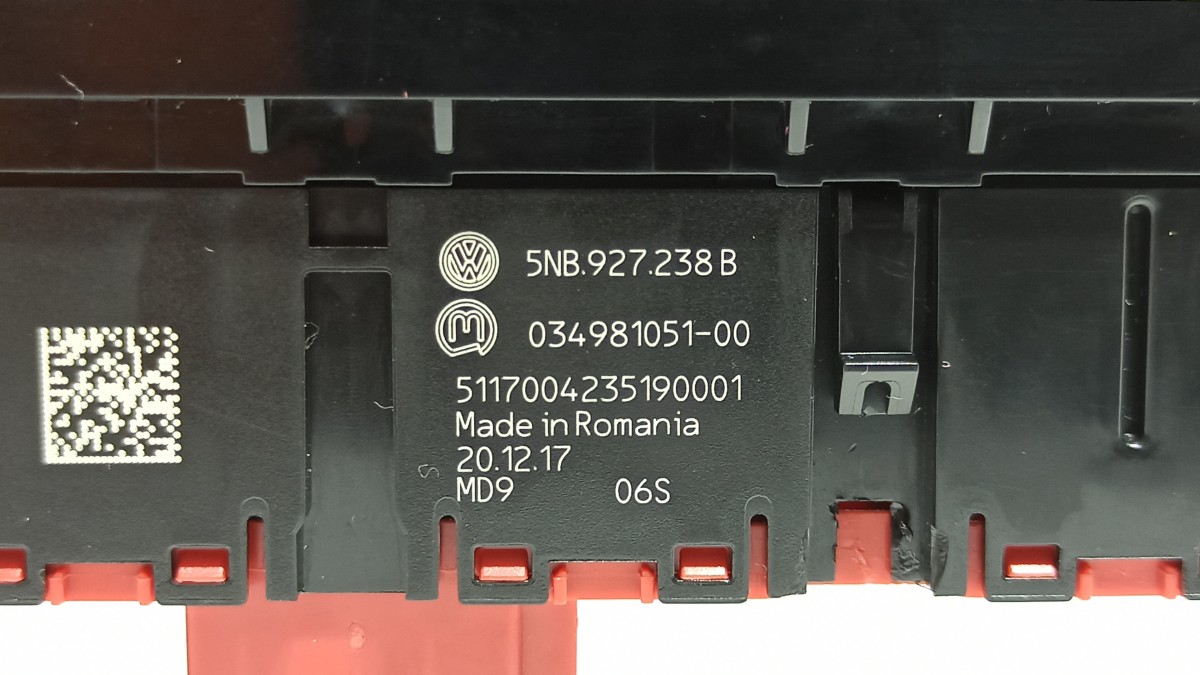 5NB.927.238 B
034981051-00
5117004235190001
Made in Romania
20.12.17
MD9 06S